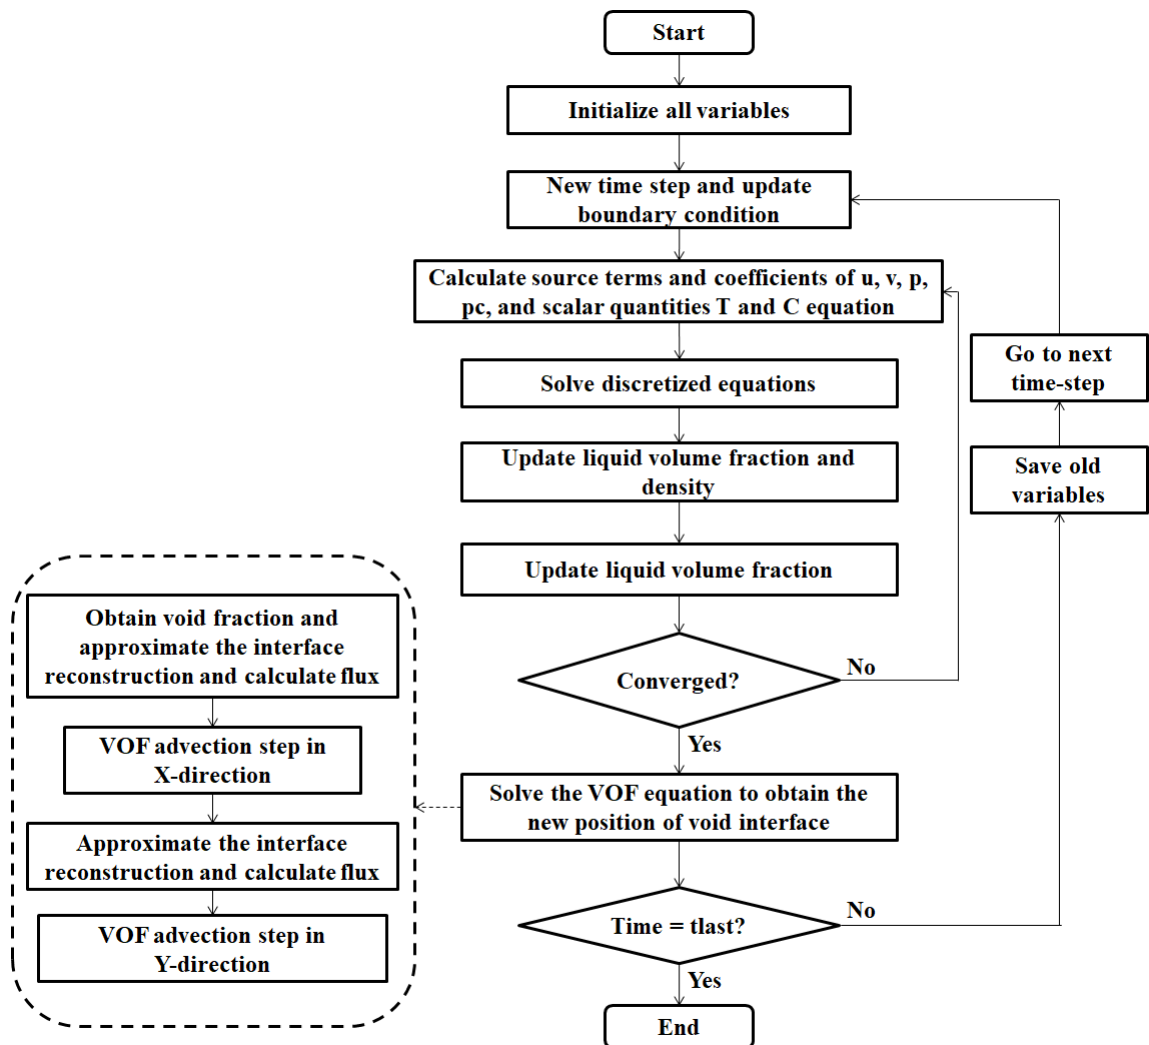 Start
Initialize all variables
New time step and update
boundary condition
Calculate source terms and coefficients of u, v, p,
pc, and scalar quantities T and C equation
Solve discretized equations
Update liquid volume fraction and
density
Update liquid volume fraction
Converged?
No
Yes
Solve the VOF equation to obtain the
new position of void interface
Time = tlast?
No
Yes
End
Go to next
time-step
Save old
variables
Obtain void fraction and
approximate the interface
reconstruction and calculate flux
VOF advection step in
X-direction
Approximate the interface
reconstruction and calculate flux
VOF advection step in
Y-direction